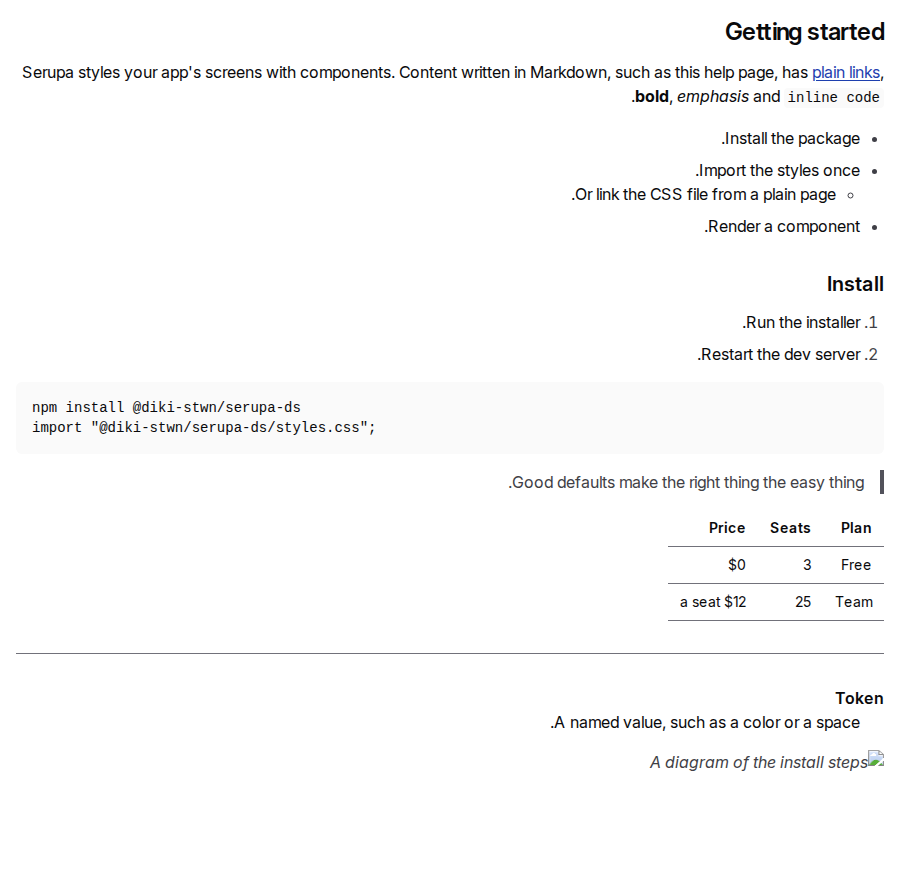 Getting started
Serupa styles your app's screens with components. Content written in Markdown, such as this help page, has plain links,
.bold, emphasis and inline code
.Install the package •
.Import the styles once •
.Or link the CSS file from a plain page ◦
.Render a component •
Install
.Run the installer .1
.Restart the dev server .2
npm install @diki-stwn/serupa-ds
import "@diki-stwn/serupa-ds/styles.css";
.Good defaults make the right thing the easy thing
Price Seats Plan
$0 3 Free
a seat $12 25 Team
Token
.A named value, such as a color or a space
A diagram of the install steps